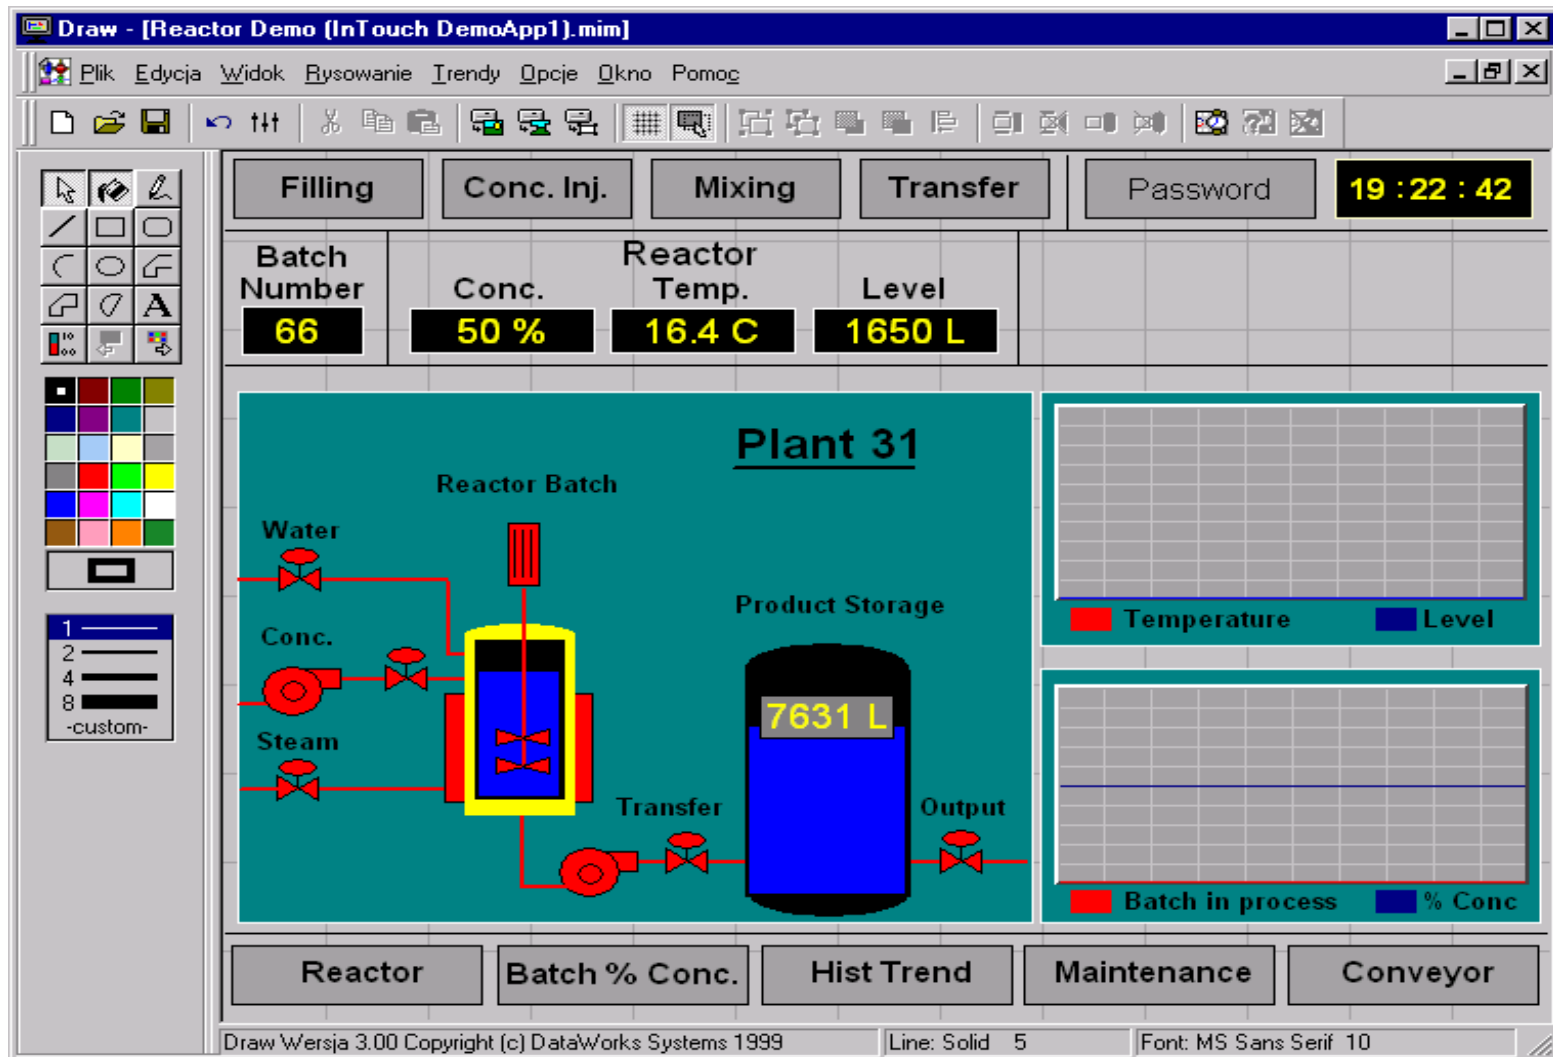 Draw - [Reactor Demo (InTouch DemoApp1).mim]
Plik Edycja Widok Rysowanie Trendy Opcje Okno Pomoc
Filling Conc. Inj. Mixing Transfer Password 19 : 22 : 42
Batch Number
Reactor
Conc. Temp. Level
66 50 % 16.4 C 1650 L
A
10
00
1
2
4
8
-custom-
Plant 31
Reactor Batch
Water
Conc.
Steam
Product Storage
7631 L
Transfer
Output
Temperature Level
Batch in process % Conc
Reactor Batch % Conc. Hist Trend Maintenance Conveyor
Draw Wersja 3.00 Copyright (c) DataWorks Systems 1999 Line: Solid 5 Font: MS Sans Serif 10